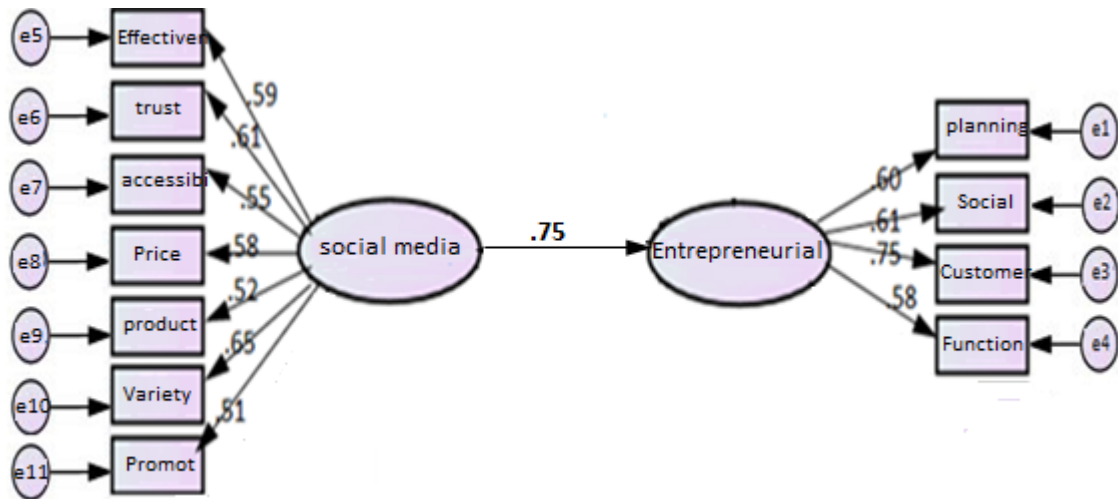 e5
Effectiven
.59
e6
trust
.61
e7
accessibi
.55
e8
Price
.58
e9
product
.52
e10
Variety
.65
e11
Promot
.51
social media
.75
Entrepreneurial
.60
planning
e1
.61
Social
e2
.75
Customer
e3
.58
Function
e4